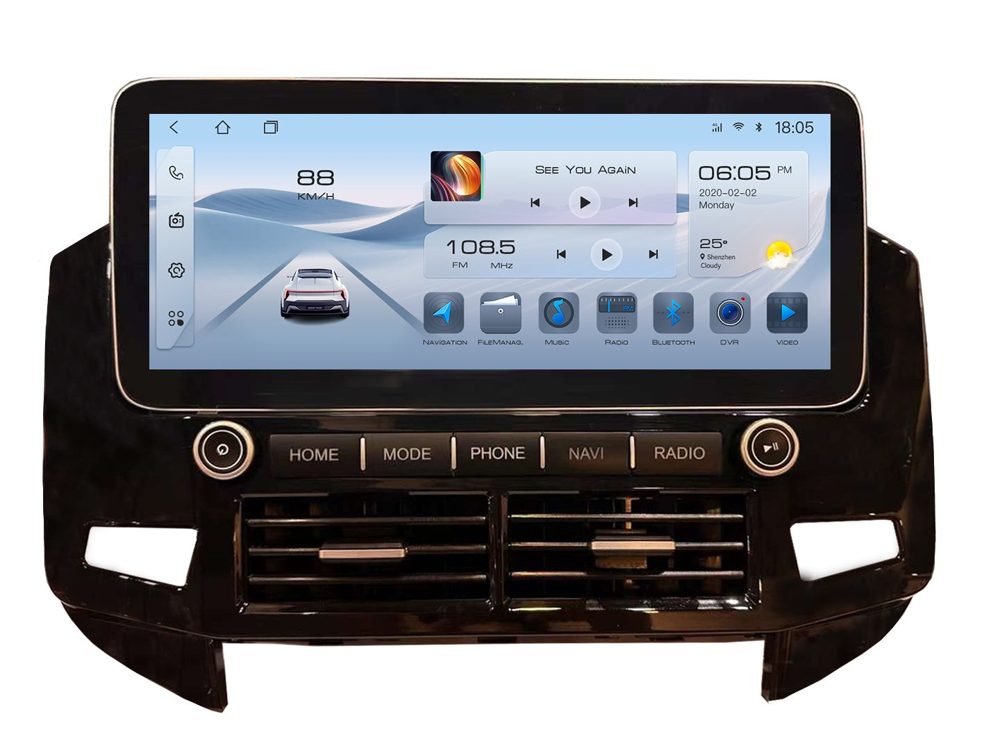 18:05
88
KM/H
See You Again
06:05 PM
2020-02-02
Monday
108.5
FM MHz
25°
Shenzhen
Cloudy
Navigation FileManag. Music Radio Bluetooth DVR Video
HOME MODE PHONE NAVI RADIO